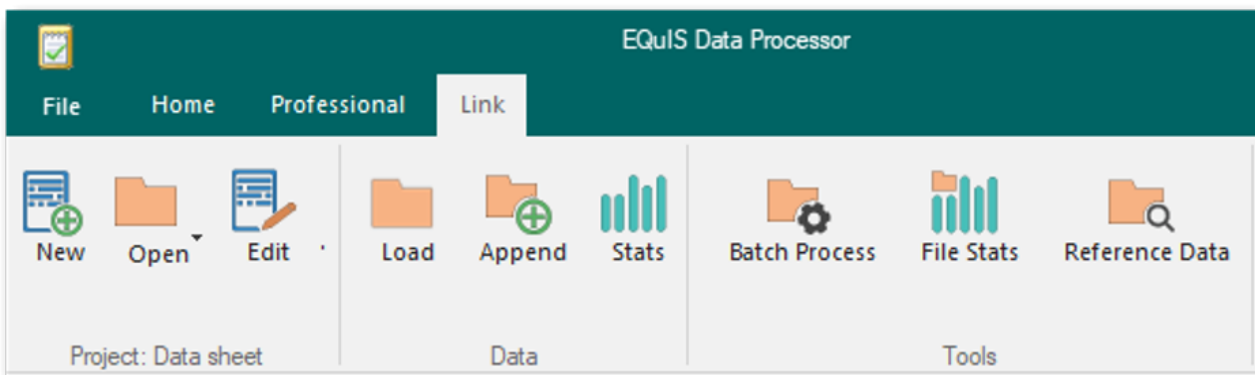 EQuIS Data Processor
File Home Professional Link
New Open Edit Load Append Stats Batch Process File Stats Reference Data
Project: Data sheet Data Tools